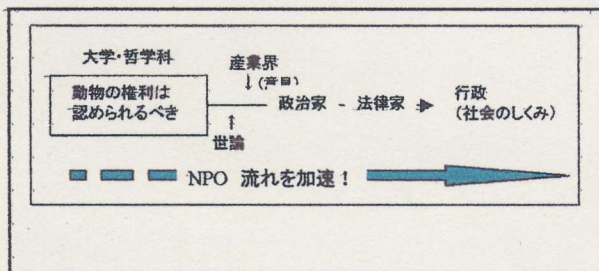 大学・哲学科
動物の権利は
認められるべき
産業界
↓(意見)
政治家 - 法律家
行政
(社会のしくみ)
↑
世論
NPO 流れを加速!